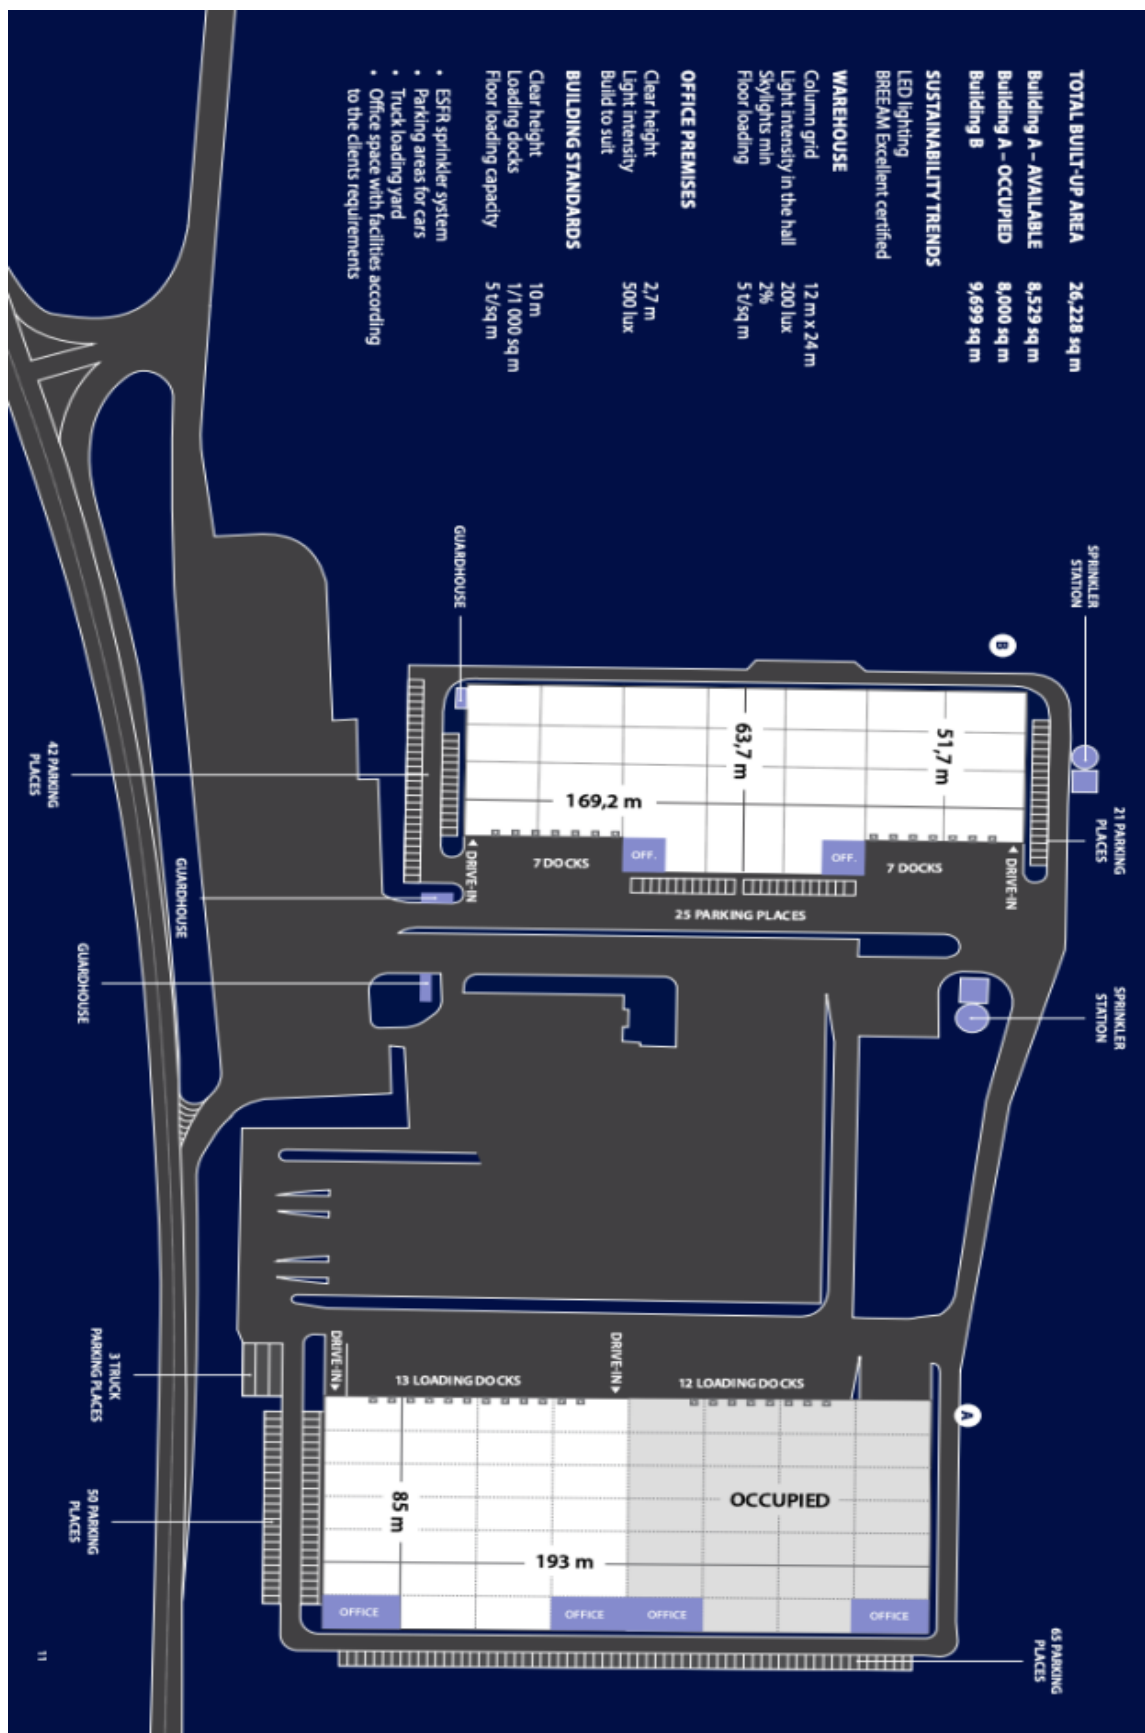 TOTAL BUILT-UP AREA 26,228 sq m
Building A – AVAILABLE 8,529 sq m
Building A – OCCUPIED 8,000 sq m
Building B 9,699 sq m
SUSTAINABILITY TRENDS
LED lighting
BREEAM Excellent certified
WAREHOUSE
Column grid 12 m x 24 m
Light intensity in the hall 200 lux
Skylights min 2%
Floor loading 5 t/sq m
OFFICE PREMISES
Clear height 2,7 m
Light intensity 500 lux
Build to suit
BUILDING STANDARDS
Clear height 10 m
Loading docks 1/1 000 sq m
Floor loading capacity 5 t/sq m
• ESFR sprinkler system
• Parking areas for cars
• Truck loading yard
• Office space with facilities according
to the clients requirements
SPRINKLER
STATION
GUARDHOUSE
B
51,7 m
63,7 m
169,2 m
21 PARKING
PLACES
42 PARKING
PLACES
OFF.
OFF.
7 DOCKS
7 DOCKS
DRIVE-IN
DRIVE-IN
25 PARKING PLACES
GUARDHOUSE
GUARDHOUSE
SPRINKLER
STATION
DRIVE-IN
DRIVE-IN
13 LOADING DOCKS
12 LOADING DOCKS
3 TRUCK
PARKING PLACES
A
85 m
OCCUPIED
193 m
50 PARKING
PLACES
OFFICE
OFFICE
OFFICE
OFFICE
65 PARKING
PLACES
11